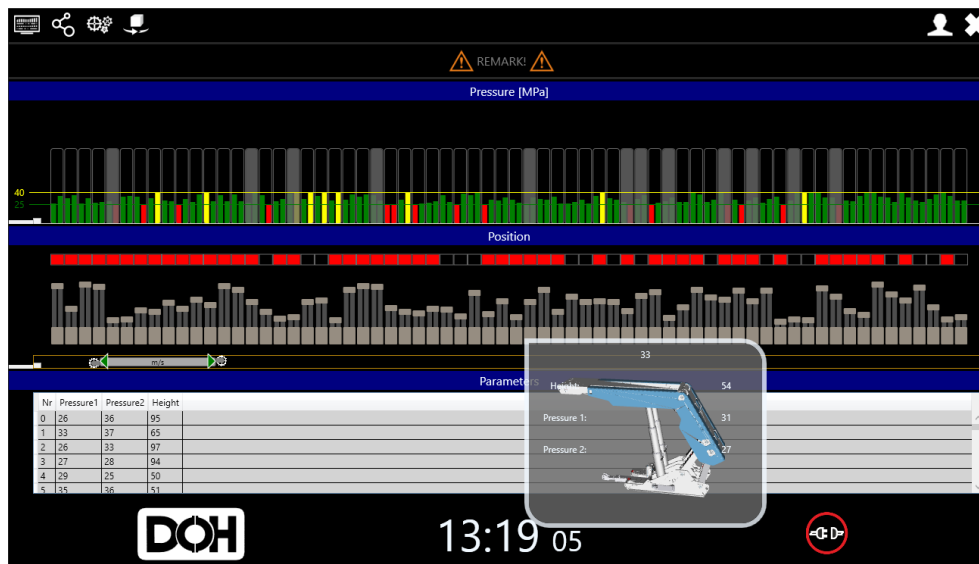 REMARK!
Pressure [MPa]
40
25
Position
m/s
33
Parameters
Height: 54
Pressure 1: 31
Pressure 2: 27
Nr Pressure1 Pressure2 Height
0 26 36 95
1 33 37 65
2 26 33 97
3 27 28 94
4 29 25 50
5 35 36 51
DOH
13:19 05